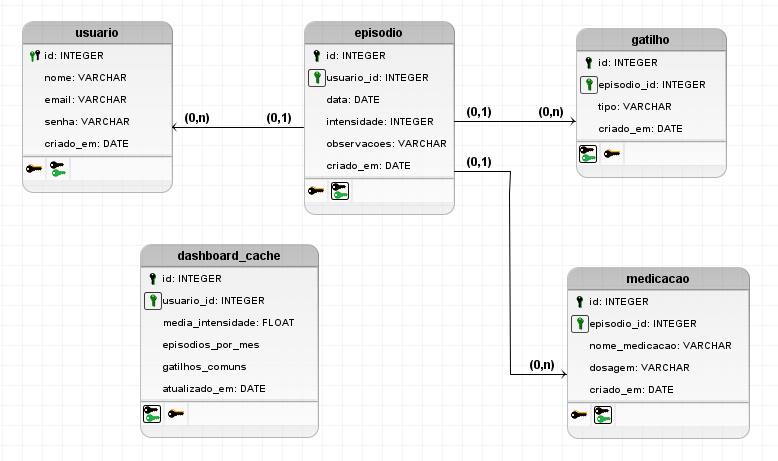 usuario
id: INTEGER
nome: VARCHAR
email: VARCHAR
senha: VARCHAR
criado_em: DATE
(0,n)
(0,1)
episodio
id: INTEGER
usuario_id: INTEGER
data: DATE
intensidade: INTEGER
observacoes: VARCHAR
criado_em: DATE
(0,1)
(0,n)
(0,1)
gatilho
id: INTEGER
episodio_id: INTEGER
tipo: VARCHAR
criado_em: DATE
dashboard_cache
id: INTEGER
usuario_id: INTEGER
media_intensidade: FLOAT
episodios_por_mes
gatilhos_comuns
atualizado_em: DATE
(0,n)
medicacao
id: INTEGER
episodio_id: INTEGER
nome_medicacao: VARCHAR
dosagem: VARCHAR
criado_em: DATE